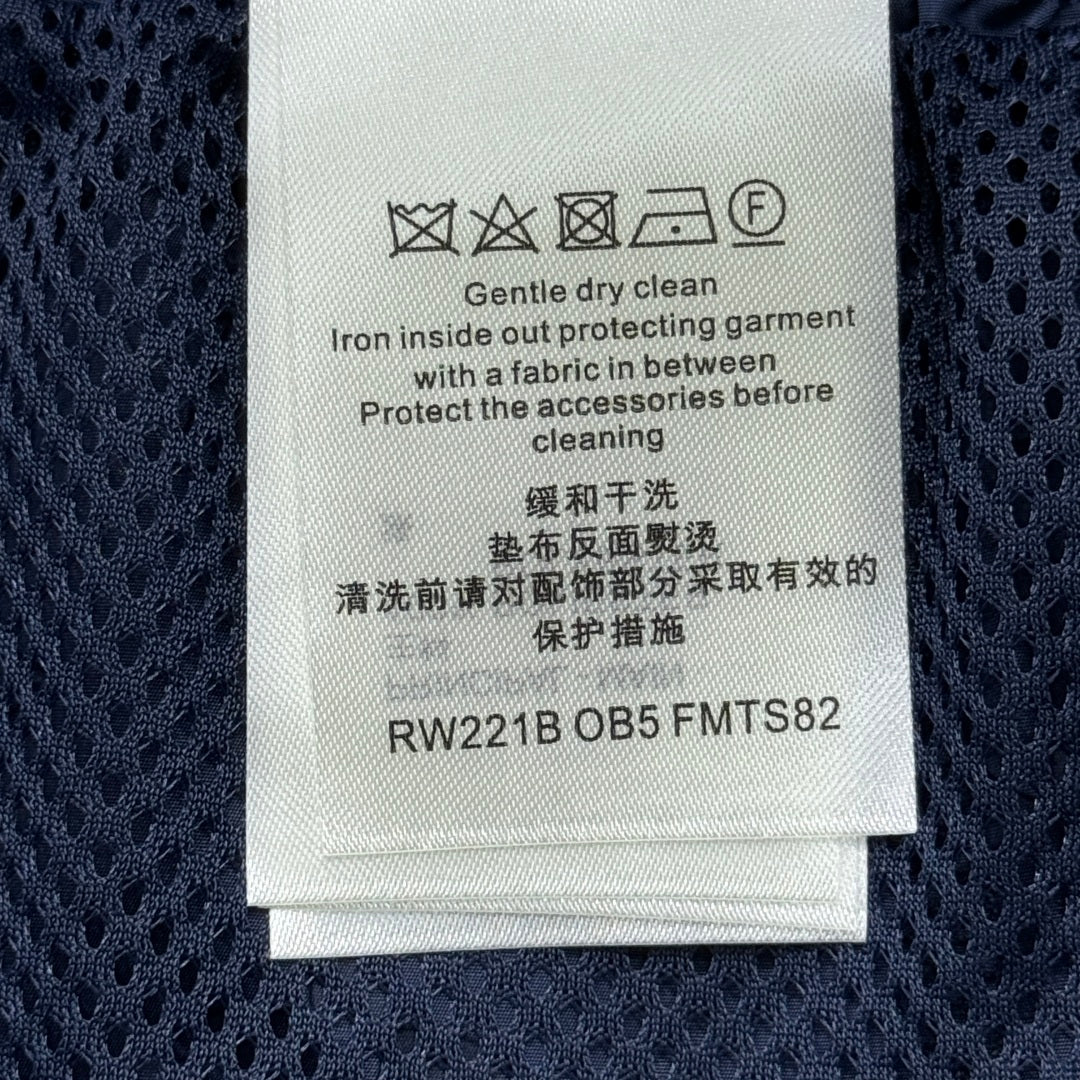 F
Gentle dry clean
Iron inside out protecting garment
with a fabric in between
Protect the accessories before
cleaning
缓和干洗
垫布反面熨烫
清洗前请对配饰部分采取有效的
保护措施
RW221B OB5 FMTS82